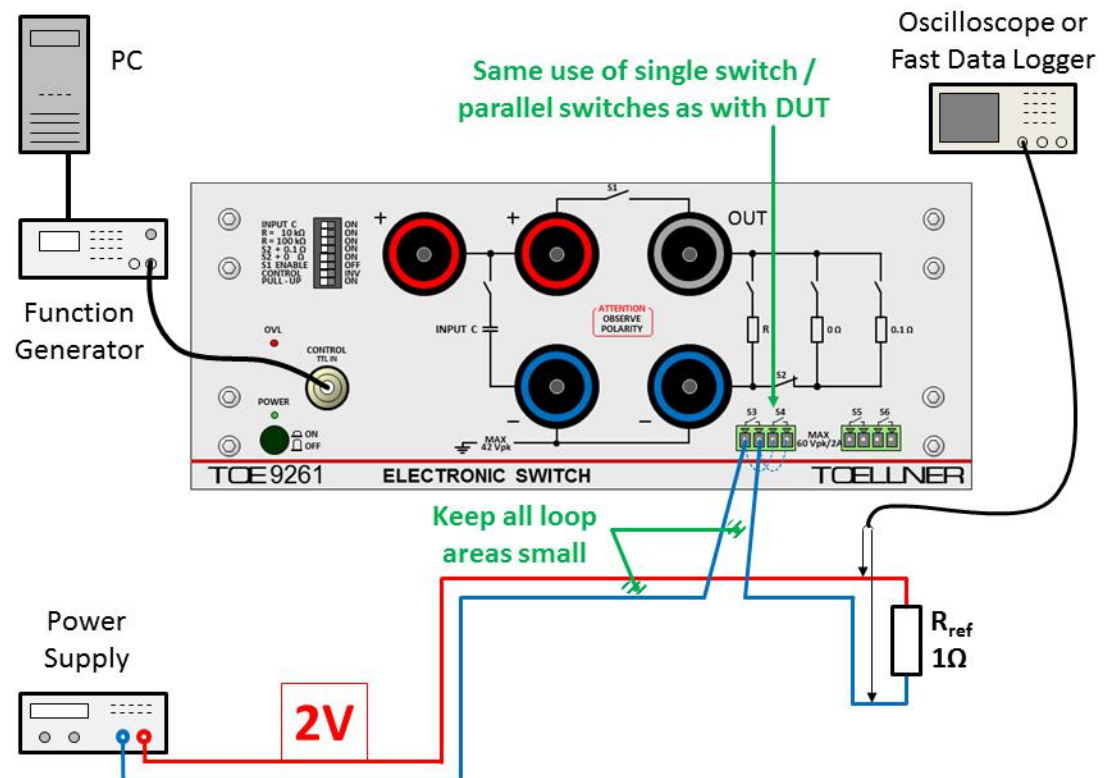 PC
Oscilloscope or
Fast Data Logger
Same use of single switch /
parallel switches as with DUT
Function
Generator
INPUT C ON
R = 10 kΩ ON
R = 100 kΩ ON
S2 + 0.1 Ω ON
S2 + 0 Ω ON
S1 ENABLE OFF
CONTROL INV
PULL - UP ON
+
+
S1
OUT
INPUT C
ATTENTION
OBSERVE
POLARITY
R
0 Ω
0.1 Ω
OVL
CONTROL
TTL IN
S2
POWER
ON
OFF
−
−
MAX
42 Vpk
S3 S4
MAX
60 Vpk/2A
S5 S6
TOE 9261
ELECTRONIC SWITCH
TOELLNER
Keep all loop
areas small
Power
Supply
2V
Rref
1Ω